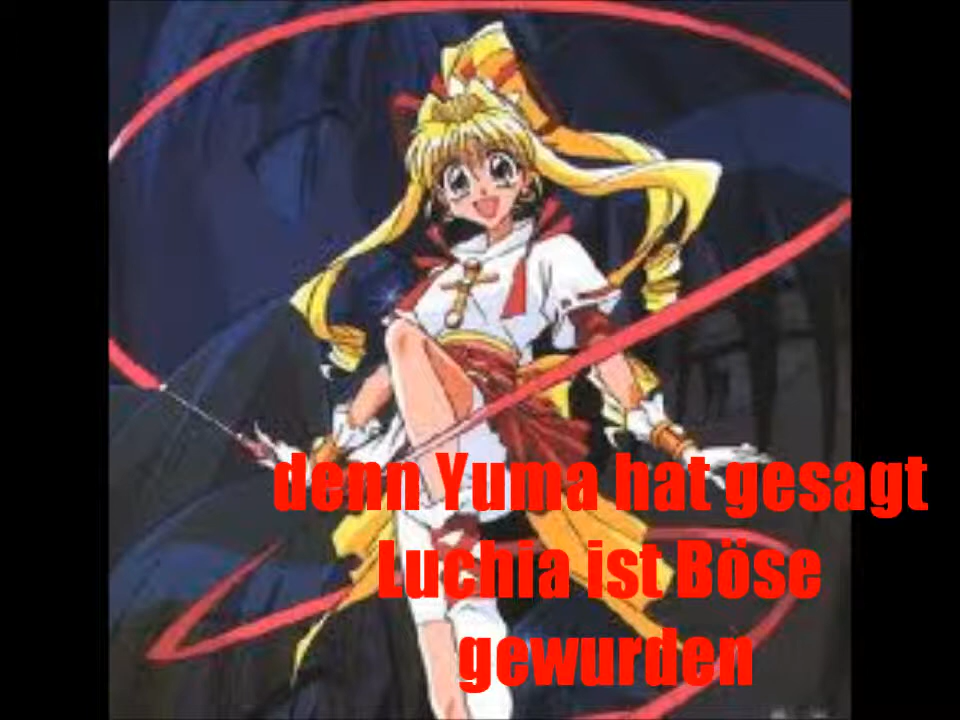 denn Yuma hat gesagt
Luchia ist Böse
gewurden